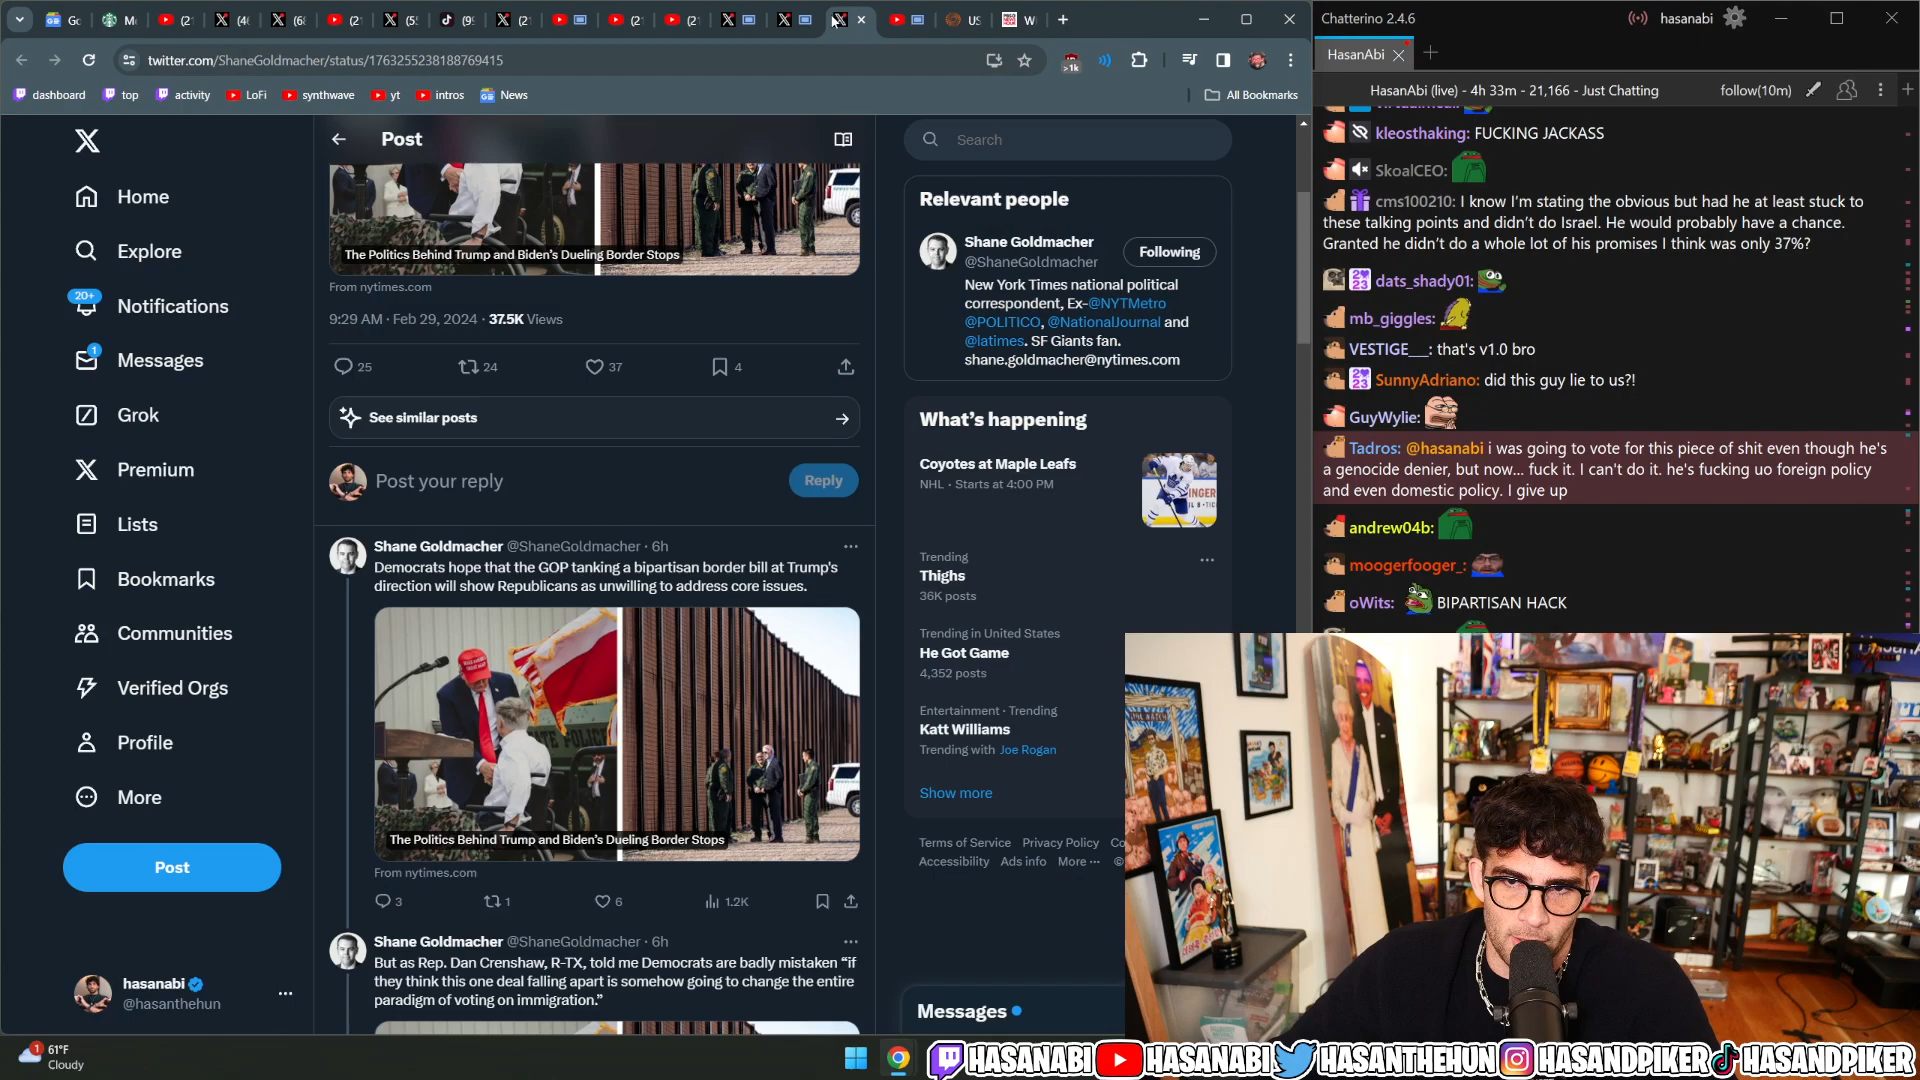 Gc
M
(2
(4(
(6(
(2
(5!
(9!
(2
(2
(2
US
W
twitter.com/ShaneGoldmacher/status/1763255238188769415
>1k
dashboard
top
activity
LoFi
synthwave
yt
intros
News
All Bookmarks
Home
Explore
20+
Notifications
1
Messages
Grok
Premium
Lists
Bookmarks
Communities
Verified Orgs
Profile
More
Post
hasanabi
@hasanthehun
Post
The Politics Behind Trump and Biden's Dueling Border Stops
From nytimes.com
9:29 AM · Feb 29, 2024 · 37.5K Views
25
24
37
4
See similar posts
Post your reply
Reply
Shane Goldmacher @ShaneGoldmacher · 6h
Democrats hope that the GOP tanking a bipartisan border bill at Trump's
direction will show Republicans as unwilling to address core issues.
The Politics Behind Trump and Biden's Dueling Border Stops
From nytimes.com
3
1
6
1.2K
Shane Goldmacher @ShaneGoldmacher · 6h
But as Rep. Dan Crenshaw, R-TX, told me Democrats are badly mistaken “if
they think this one deal falling apart is somehow going to change the entire
paradigm of voting on immigration.”
Search
Relevant people
Shane Goldmacher
@ShaneGoldmacher
Following
New York Times national political
correspondent, Ex-@NYTMetro
@POLITICO, @NationalJournal and
@latimes. SF Giants fan.
shane.goldmacher@nytimes.com
What's happening
Coyotes at Maple Leafs
NHL · Starts at 4:00 PM
Trending
Thighs
36K posts
Trending in United States
He Got Game
4,352 posts
Entertainment · Trending
Katt Williams
Trending with Joe Rogan
Show more
Terms of Service Privacy Policy Co
Accessibility Ads info More ··· ©
Messages
Chatterino 2.4.6
hasanabi
HasanAbi
HasanAbi (live) - 4h 33m - 21,166 - Just Chatting
follow(10m)
kleosthaking: FUCKING JACKASS
SkoalCEO:
cms100210: I know I'm stating the obvious but had he at least stuck to
these talking points and didn't do Israel. He would probably have a chance.
Granted he didn't do a whole lot of his promises I think was only 37%?
dats_shady01:
mb_giggles:
VESTIGE___: that's v1.0 bro
SunnyAdriano: did this guy lie to us?!
GuyWylie:
Tadros: @hasanabi i was going to vote for this piece of shit even though he's
a genocide denier, but now... fuck it. I can't do it. he's fucking uo foreign policy
and even domestic policy. I give up
andrew04b:
moogerfooger_:
oWits: BIPARTISAN HACK
1
61°F
Cloudy
HASANABI
HASANABI
HASANTHEHUN
HASANDPIKER
HASANDPIKER